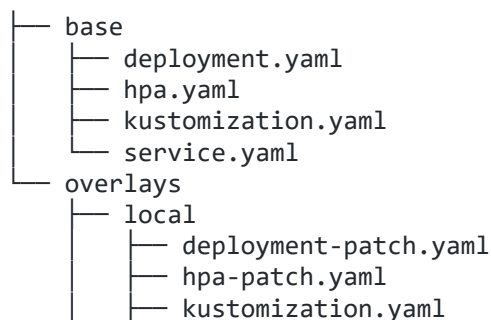 ├── base
│   ├── deployment.yaml
│   ├── hpa.yaml
│   ├── kustomization.yaml
│   └── service.yaml
└── overlays
    ├── local
    │   ├── deployment-patch.yaml
    │   ├── hpa-patch.yaml
    │   ├── kustomization.yaml